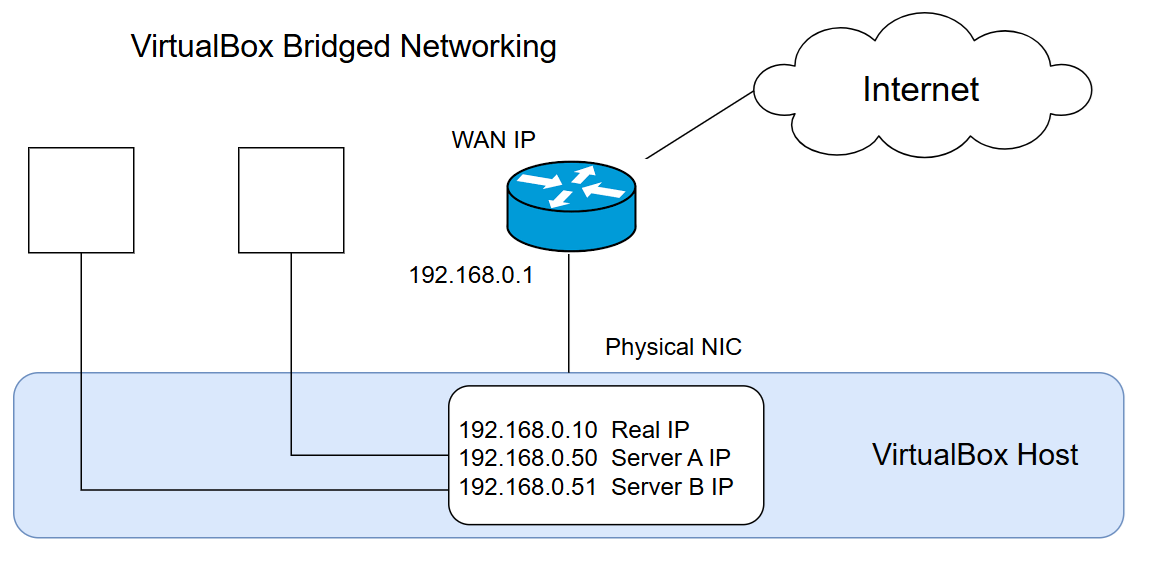 VirtualBox Bridged Networking
Internet
WAN IP
192.168.0.1
Physical NIC
192.168.0.10 Real IP
192.168.0.50 Server A IP
192.168.0.51 Server B IP
VirtualBox Host